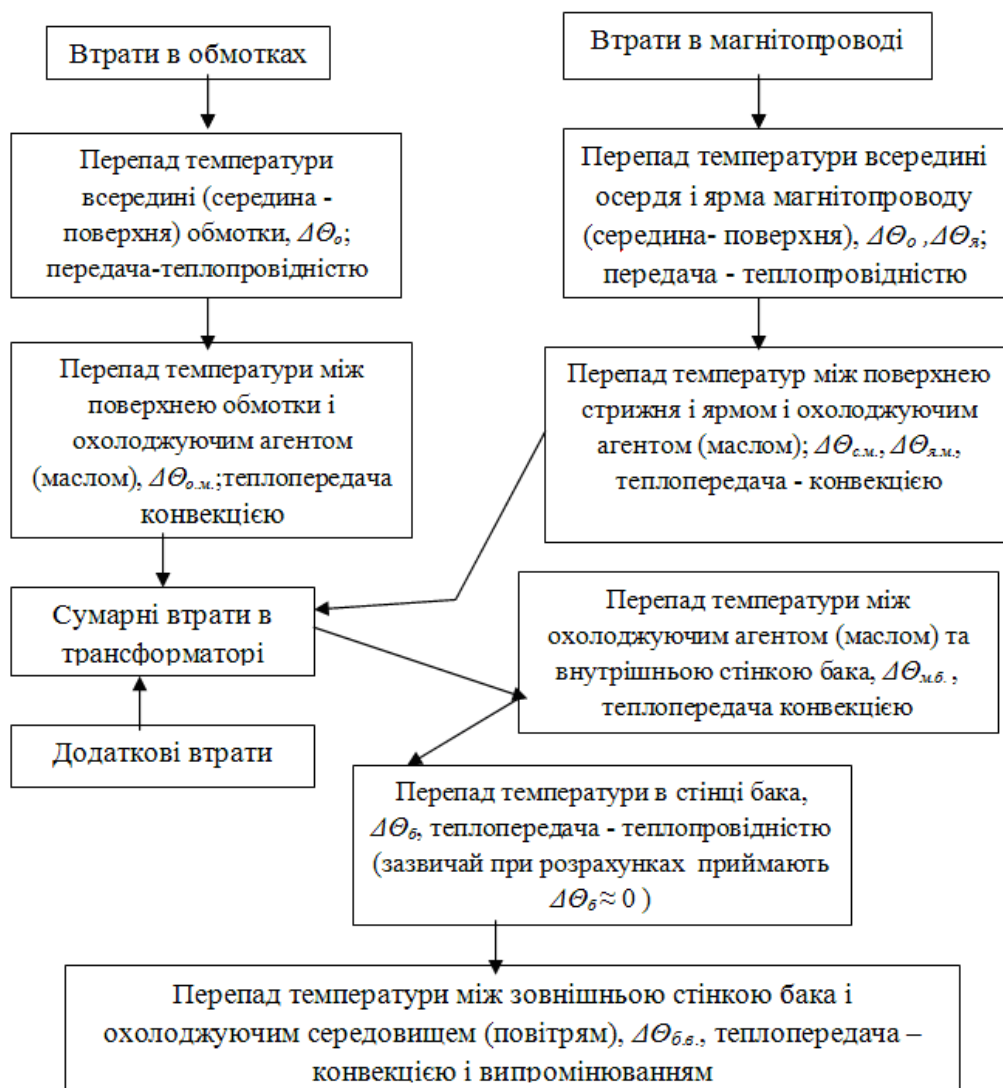 Втрати в обмотках
Втрати в магнітопроводі
Перепад температури
всередині (середина -
поверхня) обмотки, ΔΘо;
передача-теплопровідністю
Перепад температури всередині
осердя і ярма магнітопроводу
(середина- поверхня), ΔΘо ,ΔΘя;
передача - теплопровідністю
Перепад температури між
поверхнею обмотки і
охолоджуючим агентом
(маслом), ΔΘо.м.;теплопередача
конвекцією
Перепад температур між поверхнею
стрижня і ярмом і охолоджуючим
агентом (маслом); ΔΘс.м., ΔΘя.м.,
теплопередача - конвекцією
Сумарні втрати в
трансформаторі
Перепад температури між
охолоджуючим агентом (маслом) та
внутрішньою стінкою бака, ΔΘм.б. ,
теплопередача конвекцією
Додаткові втрати
Перепад температури в стінці бака,
ΔΘб, теплопередача - теплопровідністю
(зазвичай при розрахунках приймають
ΔΘб≈ 0 )
Перепад температури між зовнішньою стінкою бака і
охолоджуючим середовищем (повітрям), ΔΘб.в., теплопередача –
конвекцією і випромінюванням